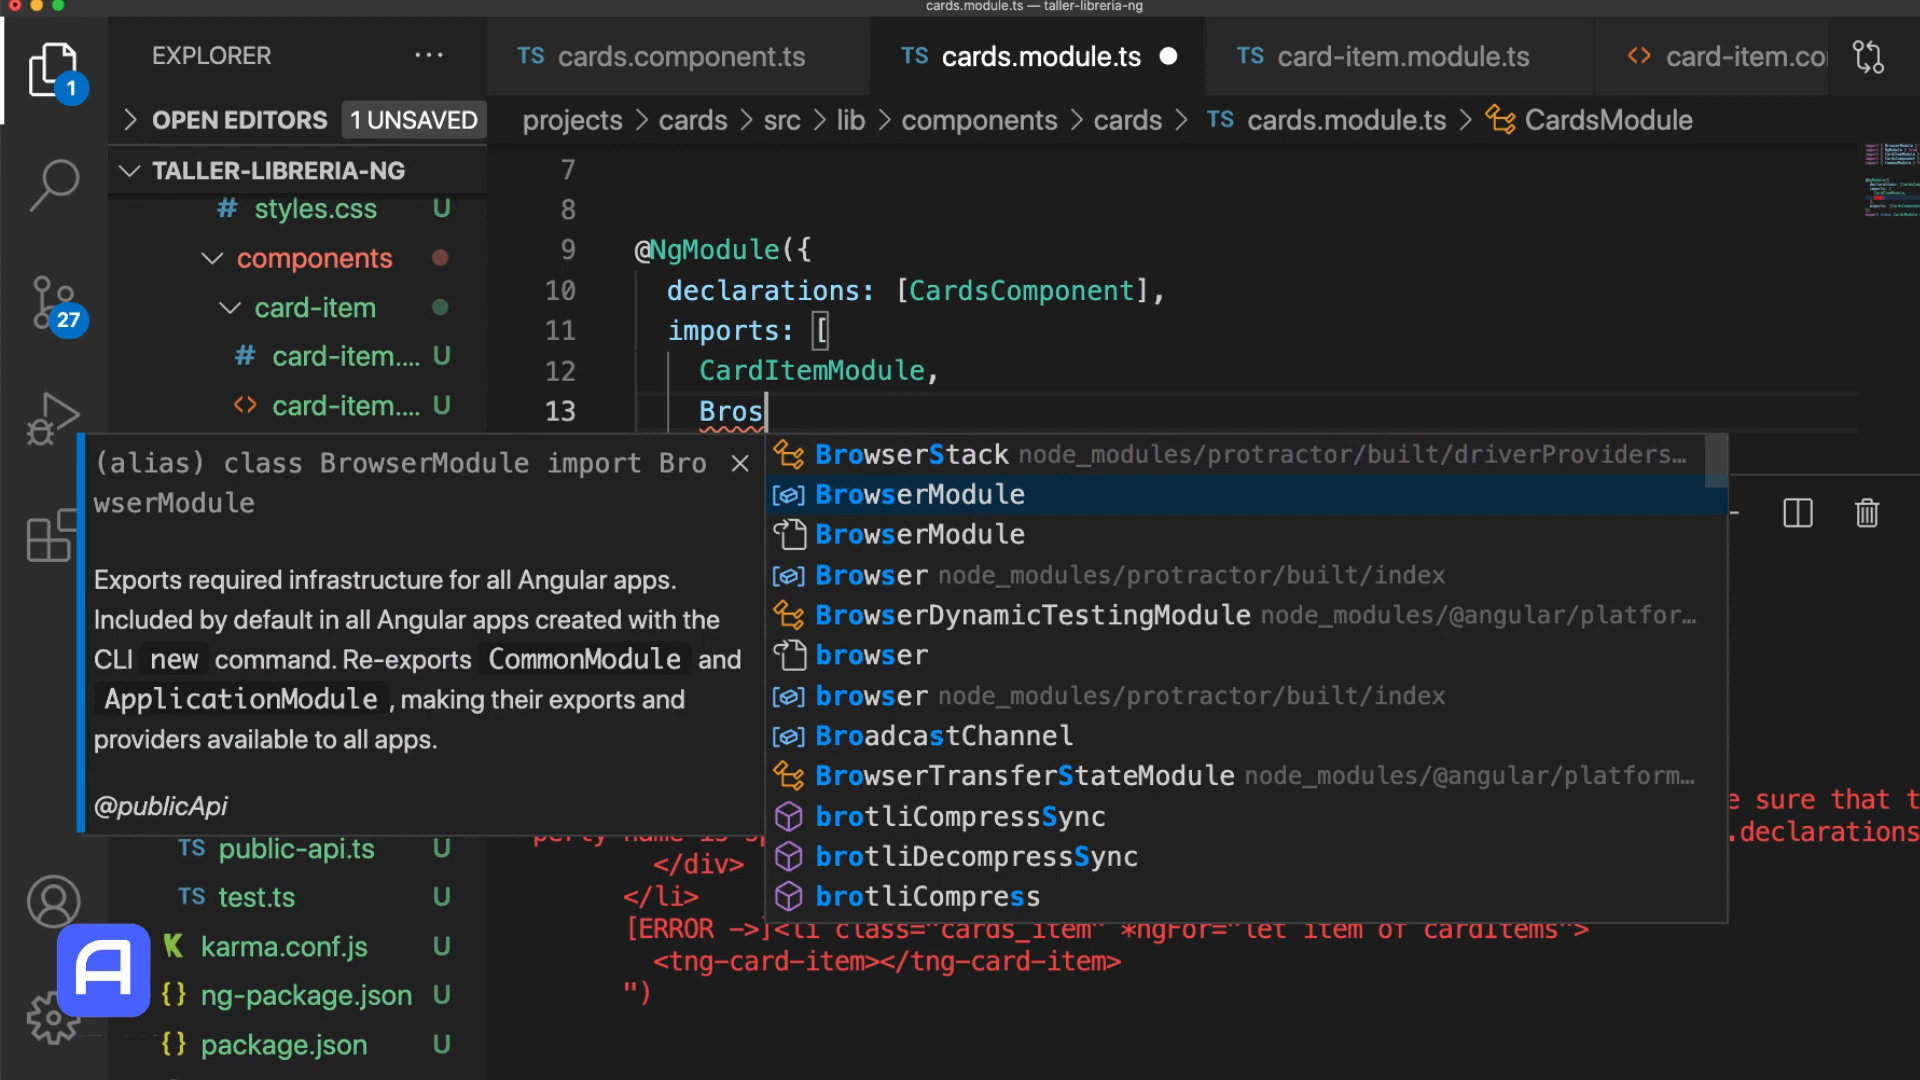 cards.module.ts — taller-libreria-ng
EXPLORER ···
TS cards.component.ts
TS cards.module.ts
TS card-item.module.ts
<> card-item.co
1
OPEN EDITORS 1 UNSAVED
projects > cards > src > lib > components > cards > TS cards.module.ts > CardsModule
TALLER-LIBRERIA-NG
# styles.css U
components
card-item
# card-item.... U
<> card-item.... U
27
7
8
9 @NgModule({
10 declarations: [CardsComponent],
11 imports: [
12 CardItemModule,
13 Bros
(alias) class BrowserModule import Bro
wserModule
Exports required infrastructure for all Angular apps.
Included by default in all Angular apps created with the
CLI new command. Re-exports CommonModule and
ApplicationModule , making their exports and
providers available to all apps.
@publicApi
BrowserStack node_modules/protractor/built/driverProviders…
BrowserModule
BrowserModule
Browser node_modules/protractor/built/index
BrowserDynamicTestingModule node_modules/@angular/platfor…
browser
browser node_modules/protractor/built/index
BroadcastChannel
BrowserTransferStateModule node_modules/@angular/platform…
brotliCompressSync
brotliDecompressSync
brotliCompress
e sure that t
.declarations
</div>
</li>
[ERROR ->]<li class="cards_item" *ngFor="let item of cardItems">
<tng-card-item></tng-card-item>
")
TS public-api.ts U
TS test.ts U
K karma.conf.js U
{} ng-package.json U
{} package.json U
A